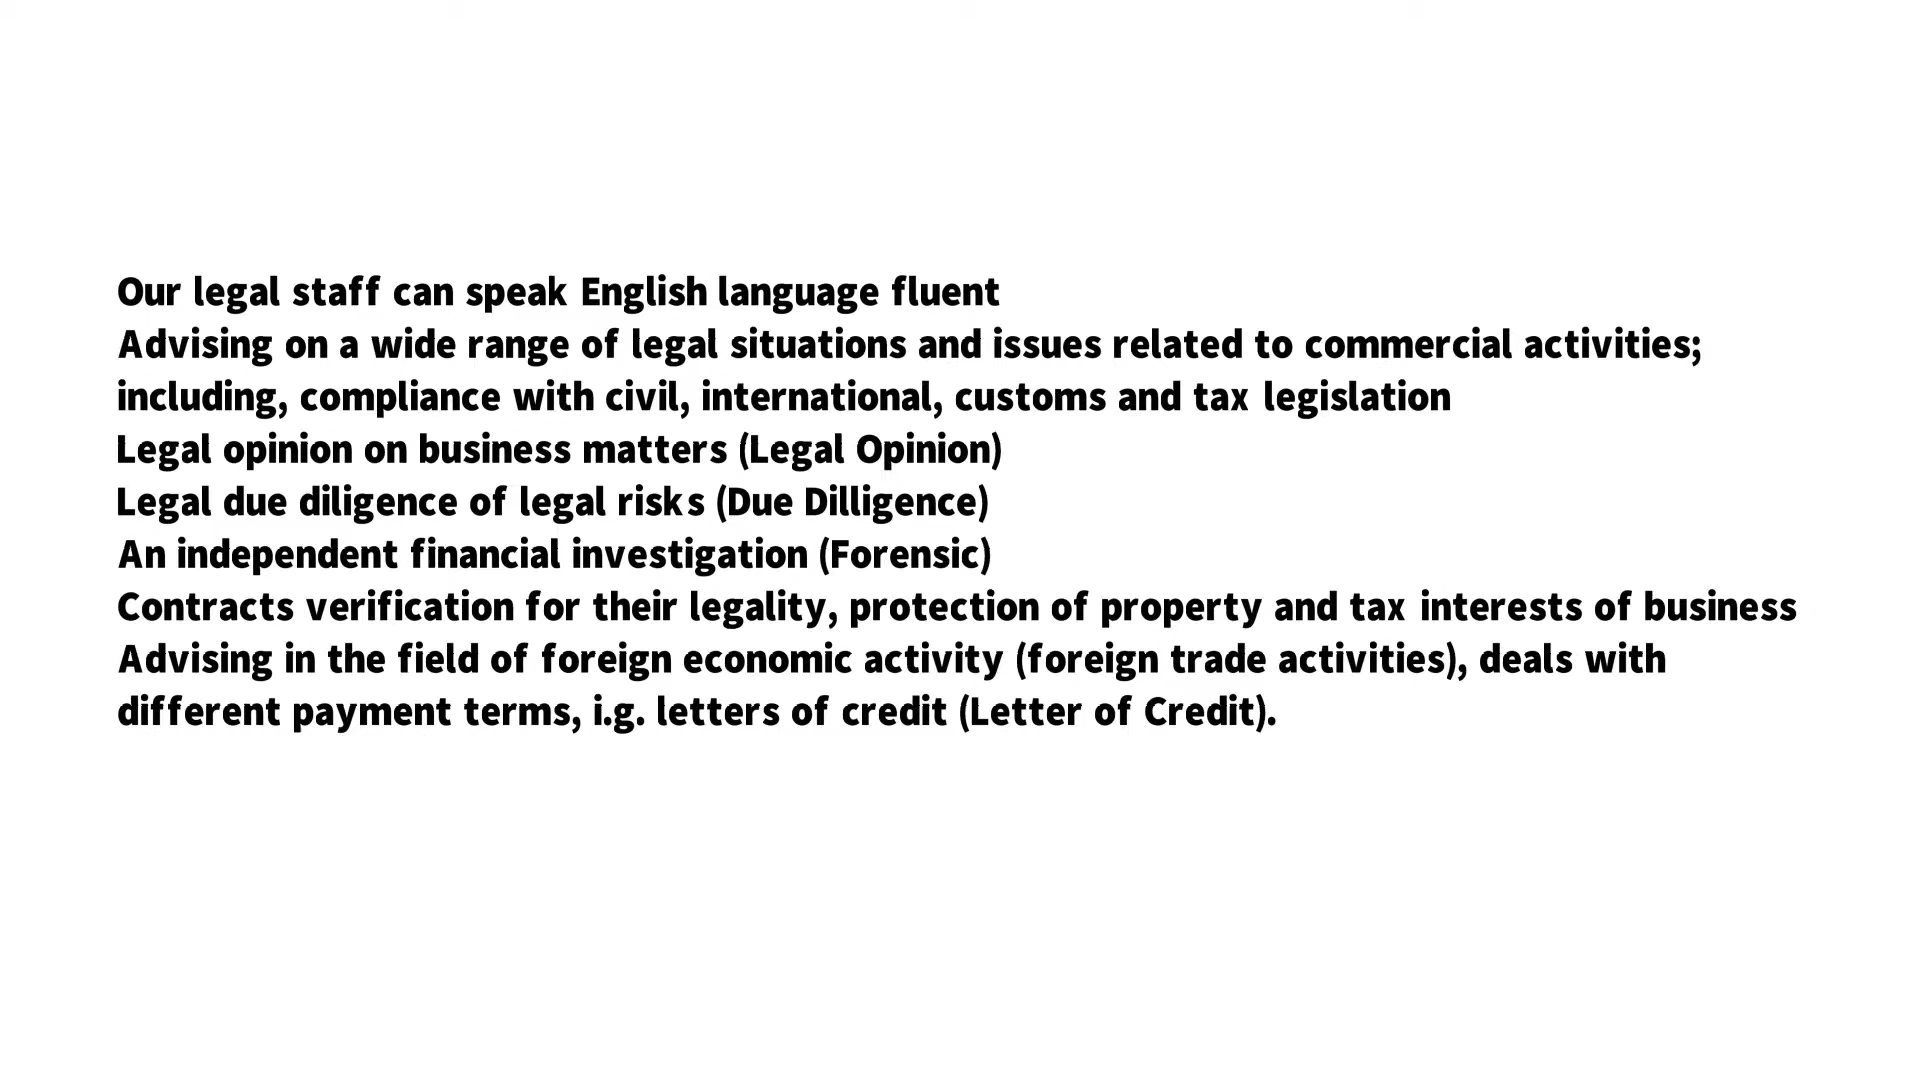 Our legal staff can speak English language fluent
Advising on a wide range of legal situations and issues related to commercial activities;
including, compliance with civil, international, customs and tax legislation
Legal opinion on business matters (Legal Opinion)
Legal due diligence of legal risks (Due Dilligence)
An independent financial investigation (Forensic)
Contracts verification for their legality, protection of property and tax interests of business
Advising in the field of foreign economic activity (foreign trade activities), deals with
different payment terms, i.g. letters of credit (Letter of Credit).